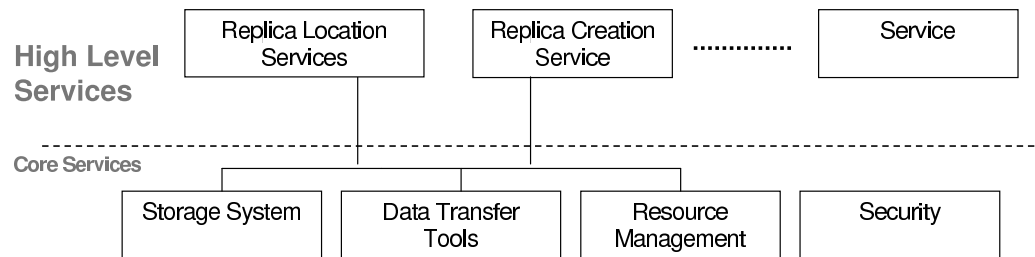 High Level
Services
Replica Location
Services
Replica Creation
Service
Service
Core Services
Storage System
Data Transfer
Tools
Resource
Management
Security